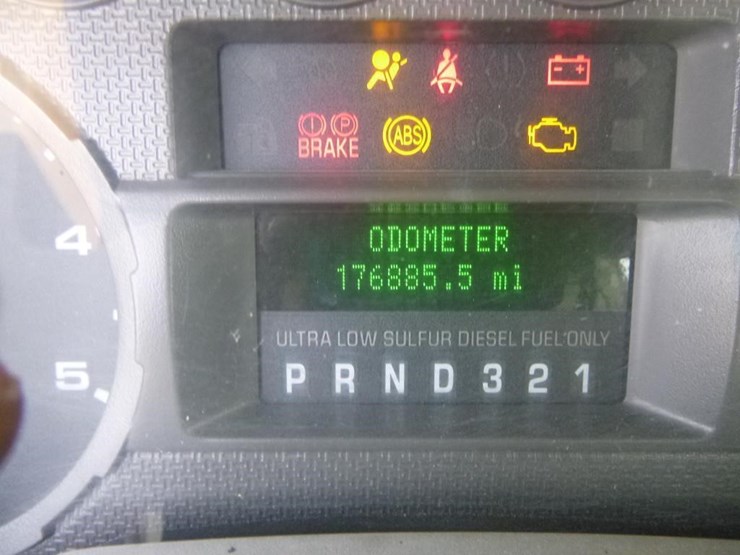 BRAKE ABS
ODOMETER
176885.5 mi
ULTRA LOW SULFUR DIESEL FUEL ONLY
P R N D 3 2 1
4
5